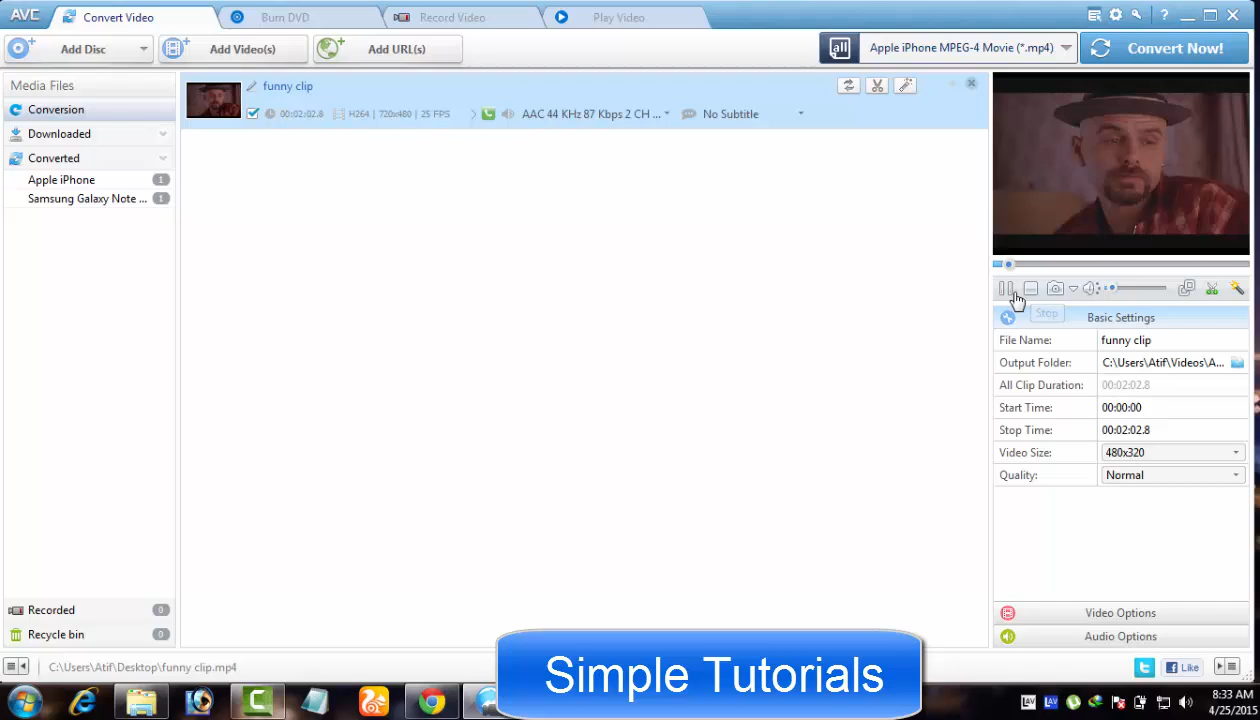 AVC Convert Video Burn DVD Record Video Play Video ?
Add Disc Add Video(s) Add URL(s) all Apple iPhone MPEG-4 Movie (*.mp4) Convert Now!
Media Files
Conversion
Downloaded
Converted
Apple iPhone 1
Samsung Galaxy Note ... 1
Recorded 0
Recycle bin 0
funny clip
00:02:02.8 H264 | 720x480 | 25 FPS AAC 44 KHz 87 Kbps 2 CH ... No Subtitle
Stop
Basic Settings
File Name: funny clip
Output Folder: C:\Users\Atif\Videos\A...
All Clip Duration: 00:02:02.8
Start Time: 00:00:00
Stop Time: 00:02:02.8
Video Size: 480x320
Quality: Normal
Video Options
Audio Options
C:\Users\Atif\Desktop\funny clip.mp4
Like
Simple Tutorials
LAV LAV
8:33 AM
4/25/2015